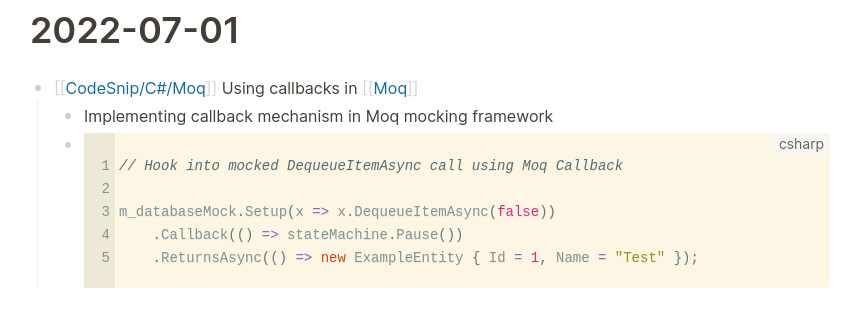 2022-07-01
[[CodeSnip/C#/Moq]] Using callbacks in [[Moq]]
Implementing callback mechanism in Moq mocking framework
csharp
1 // Hook into mocked DequeueItemAsync call using Moq Callback
2
3 m_databaseMock.Setup(x => x.DequeueItemAsync(false))
4     .Callback(() => stateMachine.Pause())
5     .ReturnsAsync(() => new ExampleEntity { Id = 1, Name = "Test" });